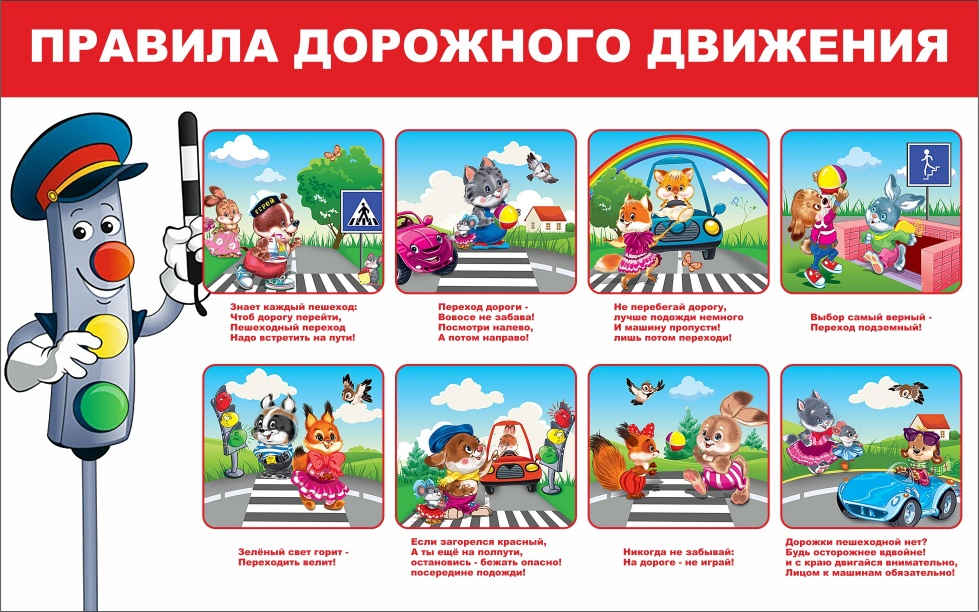 ПРАВИЛА ДОРОЖНОГО ДВИЖЕНИЯ
ГЕРОЙ
Знает каждый пешеход:
Чтоб дорогу перейти,
Пешеходный переход
Надо встретить на пути!
Переход дороги -
Вовосе не забава!
Посмотри налево,
А потом направо!
Не перебегай дорогу,
лучше подожди немного
И машину пропусти!
лишь потом переходи!
Выбор самый верный -
Переход подземный!
Зелёный свет горит -
Переходить велит!
Если загорелся красный,
А ты ещё на полпути,
остановись - бежать опасно!
посередине подожди!
Никогда не забывай:
На дороге - не играй!
Дорожки пешеходной нет?
Будь осторожнее вдвойне!
и с краю двигайся внимательно,
Лицом к машинам обязательно!